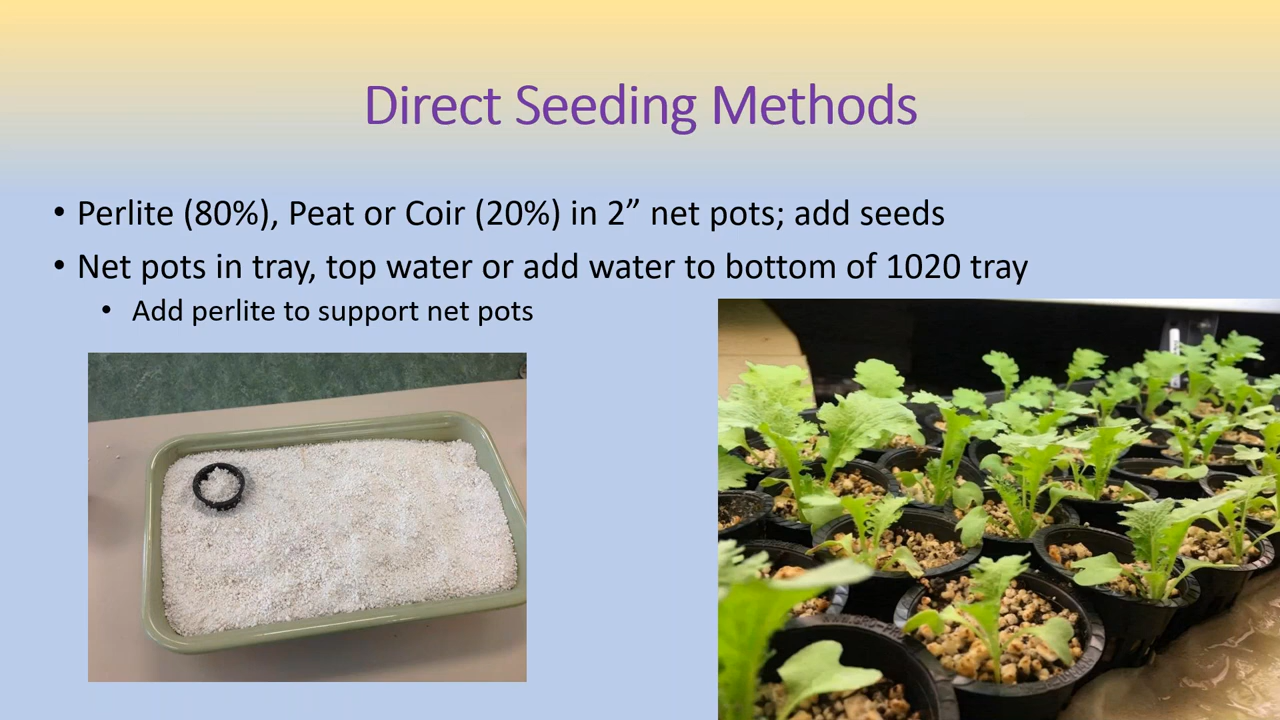 Direct Seeding Methods
• Perlite (80%), Peat or Coir (20%) in 2” net pots; add seeds
• Net pots in tray, top water or add water to bottom of 1020 tray
• Add perlite to support net pots